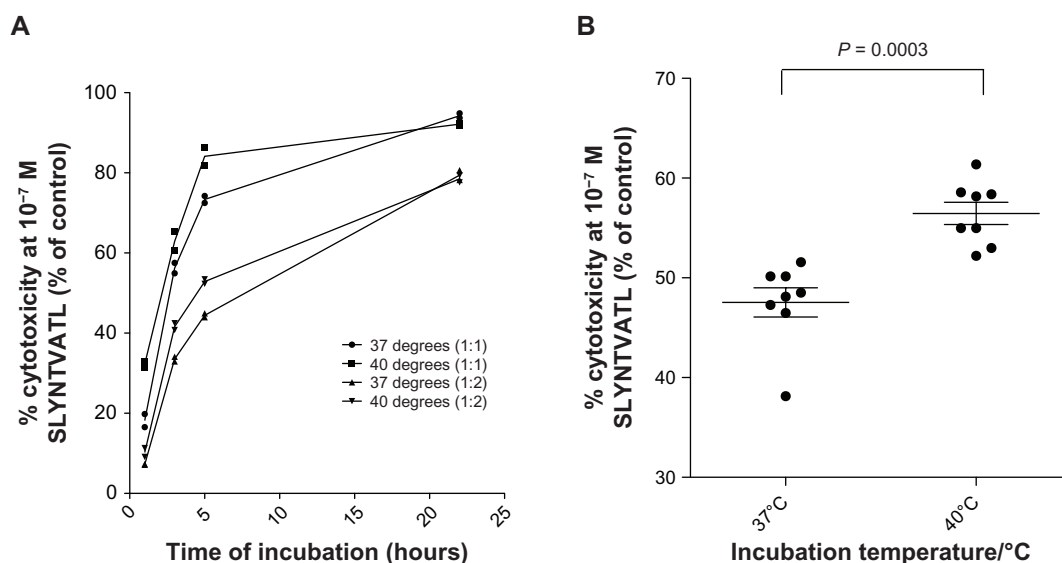 A
% cytotoxicity at 10⁻⁷ M
SLYNTVATL (% of control)
100
80
60
40
20
0
0
5
10
15
20
25
Time of incubation (hours)
37 degrees (1:1)
40 degrees (1:1)
37 degrees (1:2)
40 degrees (1:2)
B
P = 0.0003
% cytotoxicity at 10⁻⁷ M
SLYNTVATL (% of control)
70
60
50
40
30
37°C
40°C
Incubation temperature/°C